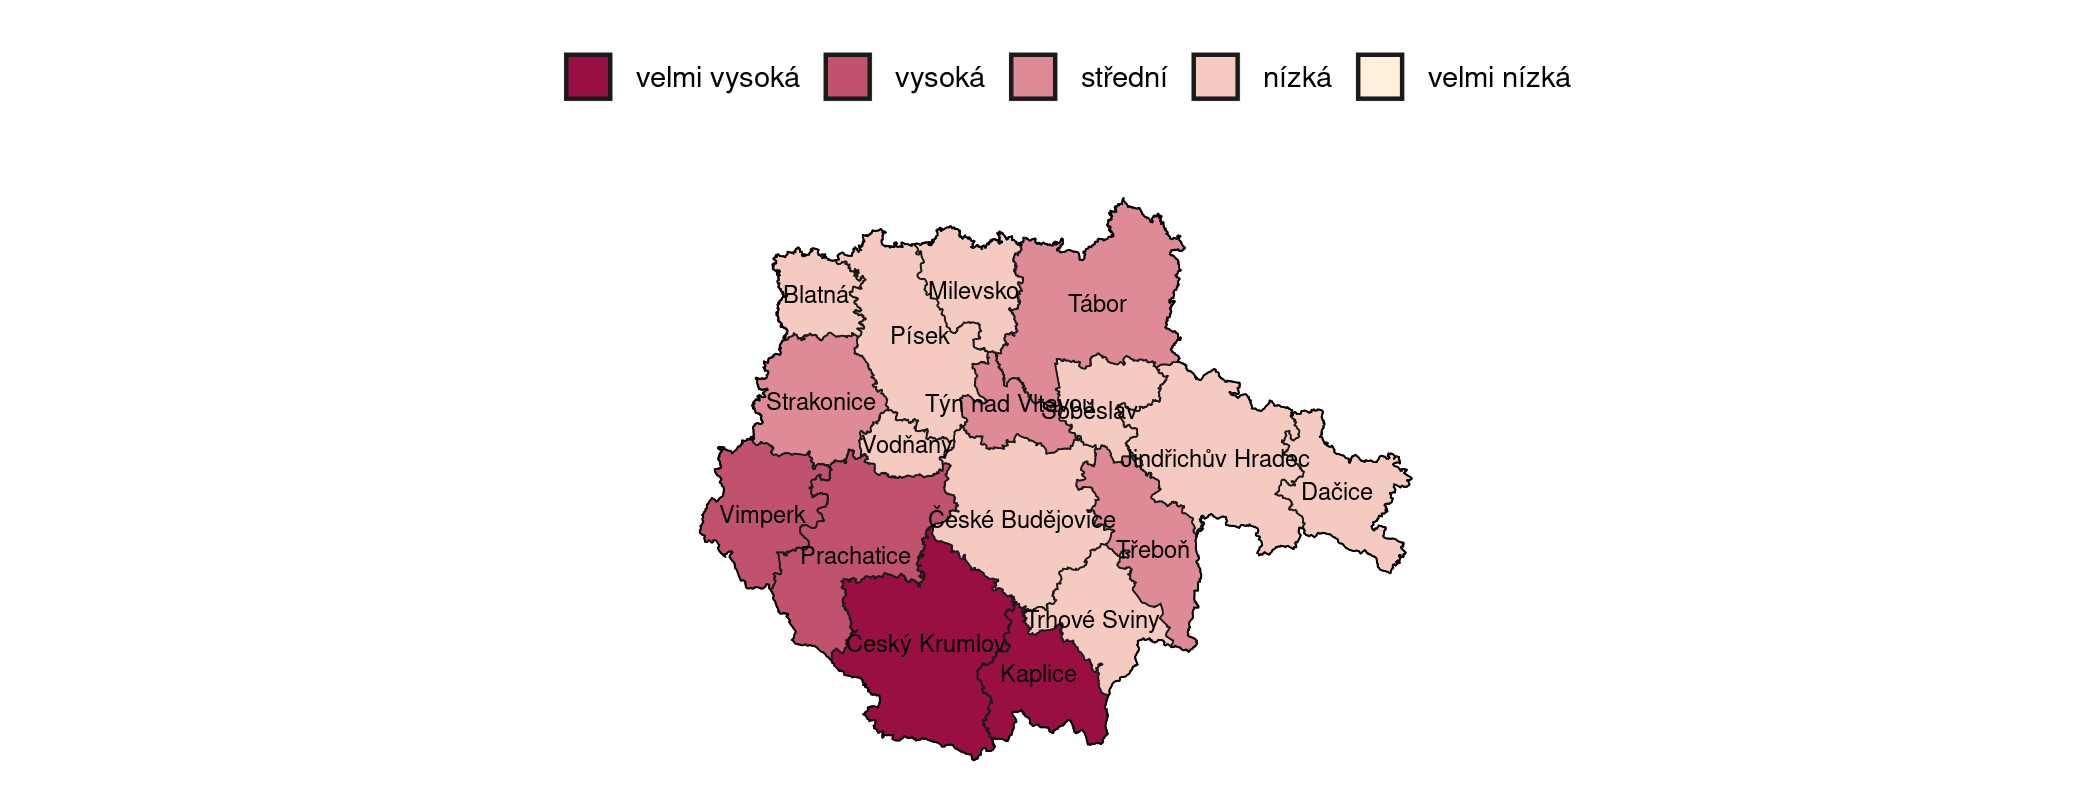 velmi vysoká
vysoká
střední
nízká
velmi nízká
Blatná
Milevsko
Tábor
Písek
Strakonice
Týn nad Vltavou
Soběslav
Vodňany
Jindřichův Hradec
Dačice
Vimperk
České Budějovice
Prachatice
Třeboň
Trhové Sviny
Český Krumlov
Kaplice